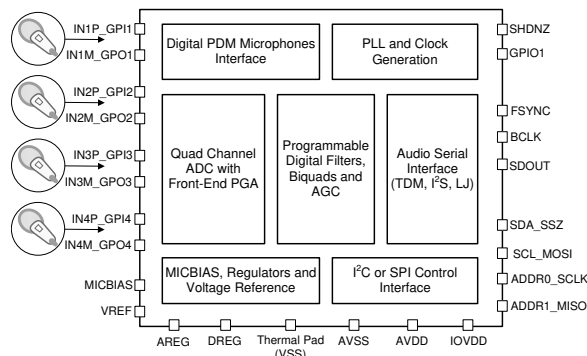 IN1P_GPI1
IN1M_GPO1
IN2P_GPI2
IN2M_GPO2
IN3P_GPI3
IN3M_GPO3
IN4P_GPI4
IN4M_GPO4
MICBIAS
VREF
Digital PDM Microphones
Interface
PLL and Clock
Generation
Quad Channel
ADC with
Front-End PGA
Programmable
Digital Filters,
Biquads and
AGC
Audio Serial
Interface
(TDM, I²S, LJ)
MICBIAS, Regulators and
Voltage Reference
I²C or SPI Control
Interface
SHDNZ
GPIO1
FSYNC
BCLK
SDOUT
SDA_SSZ
SCL_MOSI
ADDR0_SCLK
ADDR1_MISO
AREG
DREG
Thermal Pad
(VSS)
AVSS
AVDD
IOVDD